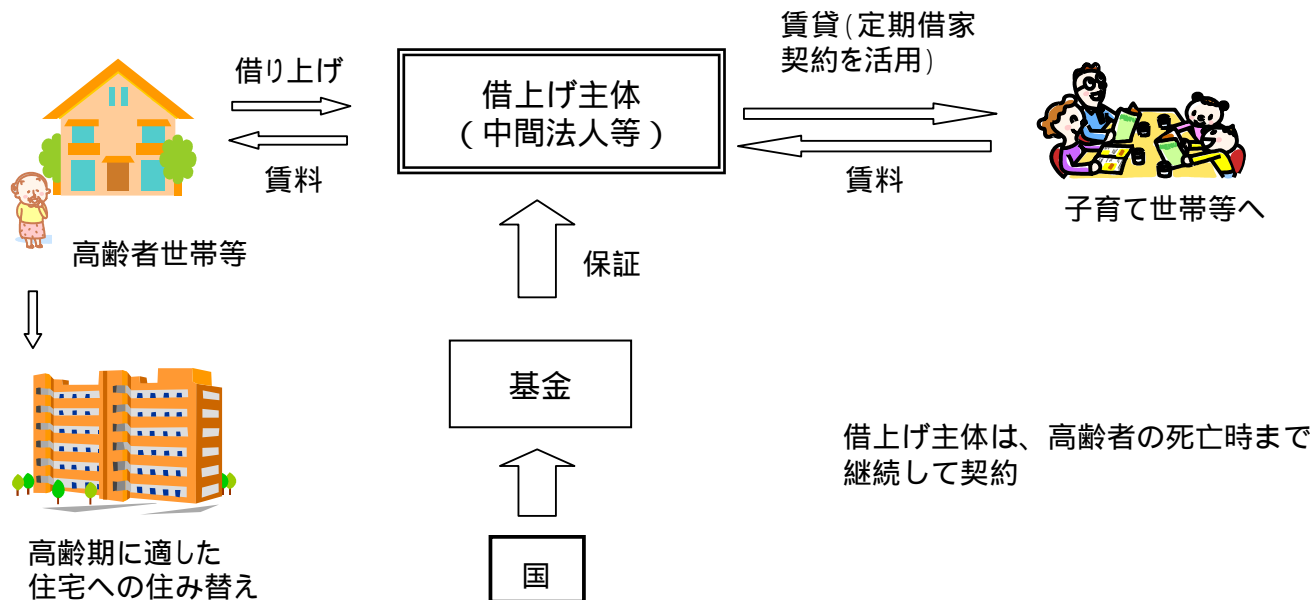 借り上げ
賃料
高齢者世帯等
高齢期に適した
住宅への住み替え
借上げ主体
（中間法人等）
保証
基金
国
賃貸(定期借家
契約を活用)
賃料
子育て世帯等へ
借上げ主体は、高齢者の死亡時まで
継続して契約